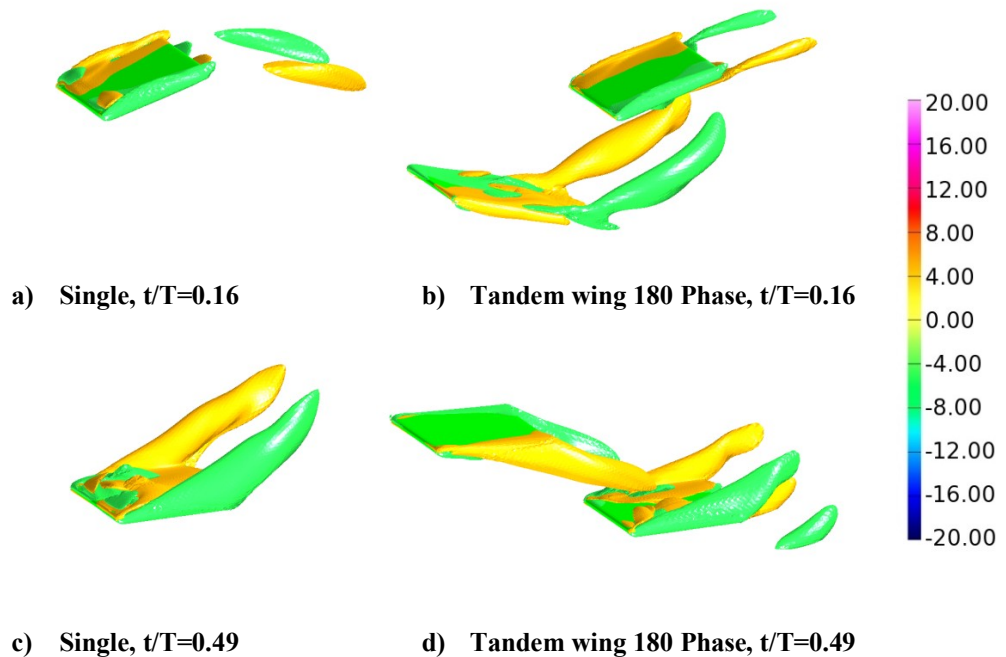 20.00
16.00
12.00
8.00
4.00
0.00
-4.00
-8.00
-12.00
-16.00
-20.00
a) Single, t/T=0.16
b) Tandem wing 180 Phase, t/T=0.16
c) Single, t/T=0.49
d) Tandem wing 180 Phase, t/T=0.49